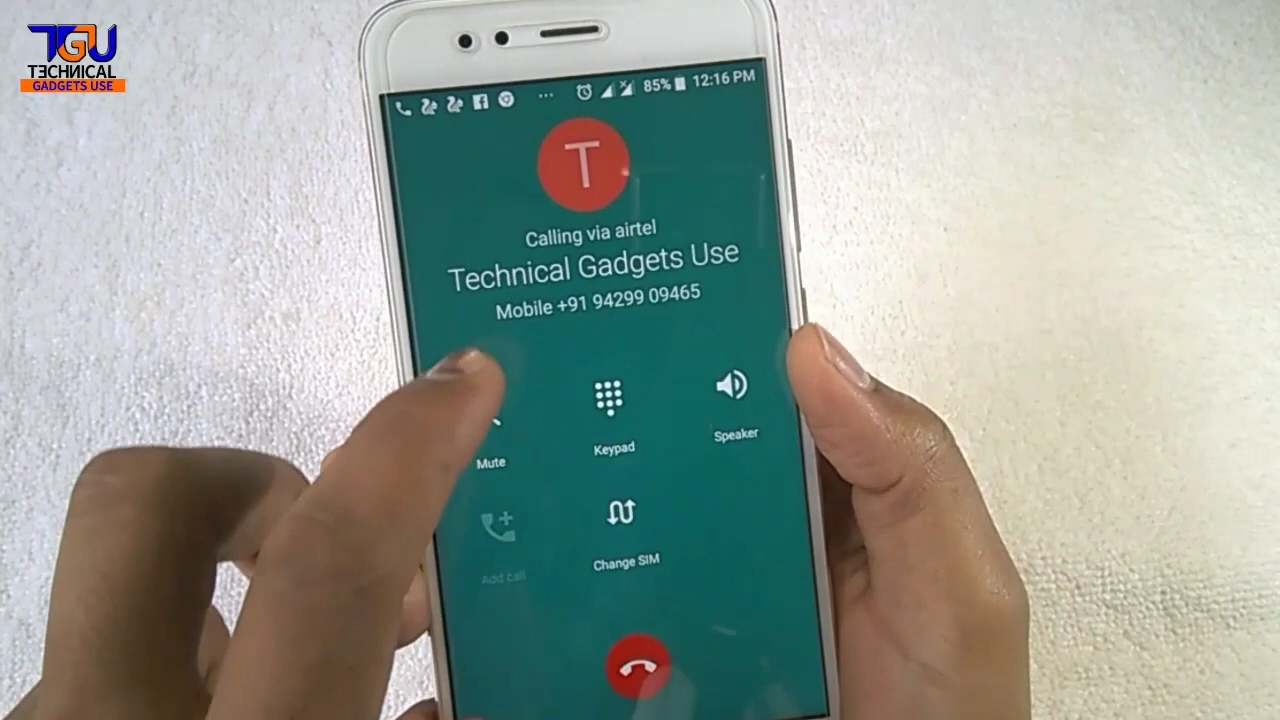 TGU
TECHNICAL
GADGETS USE
85% 12:16 PM
T
Calling via airtel
Technical Gadgets Use
Mobile +91 94299 09465
Mute
Keypad
Speaker
Add call
Change SIM